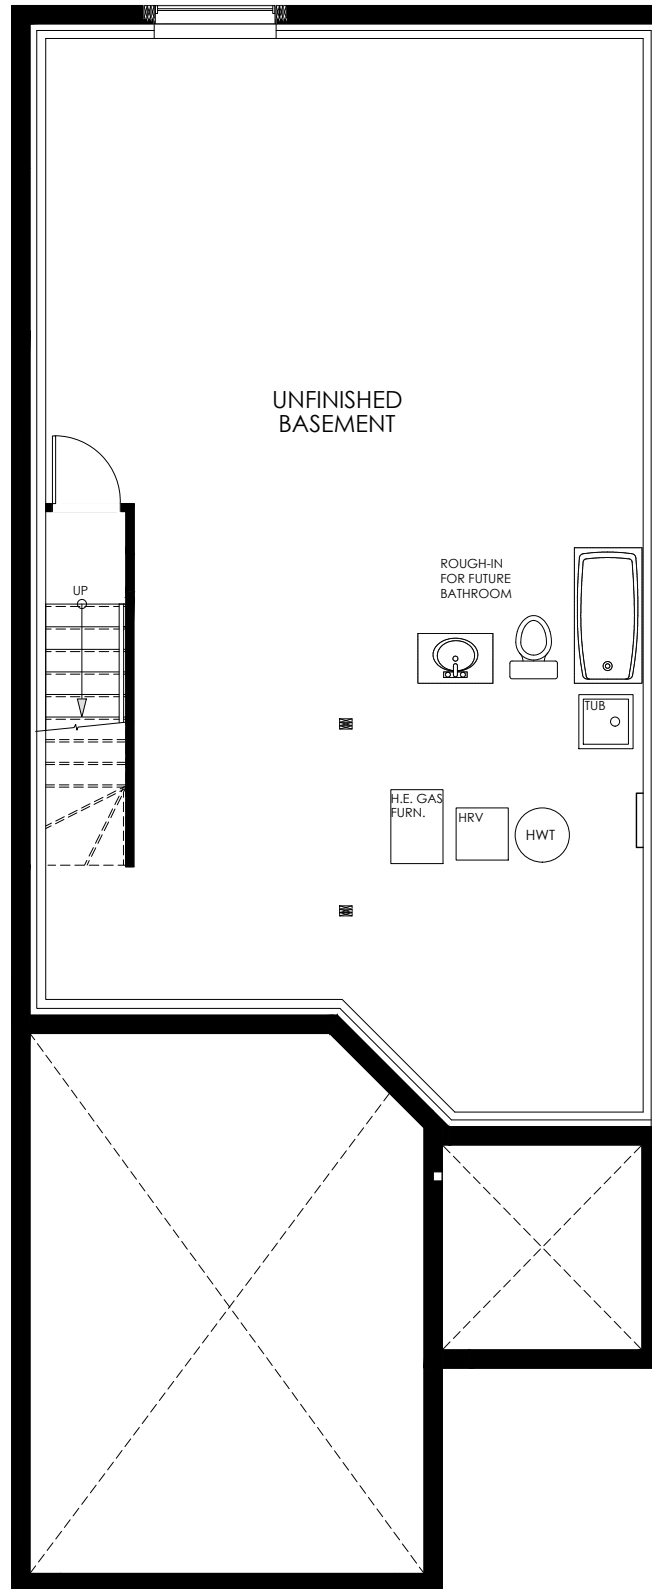 UNFINISHED
BASEMENT
ROUGH-IN
FOR FUTURE
BATHROOM
UP
TUB
H.E. GAS
FURN.
HRV
HWT